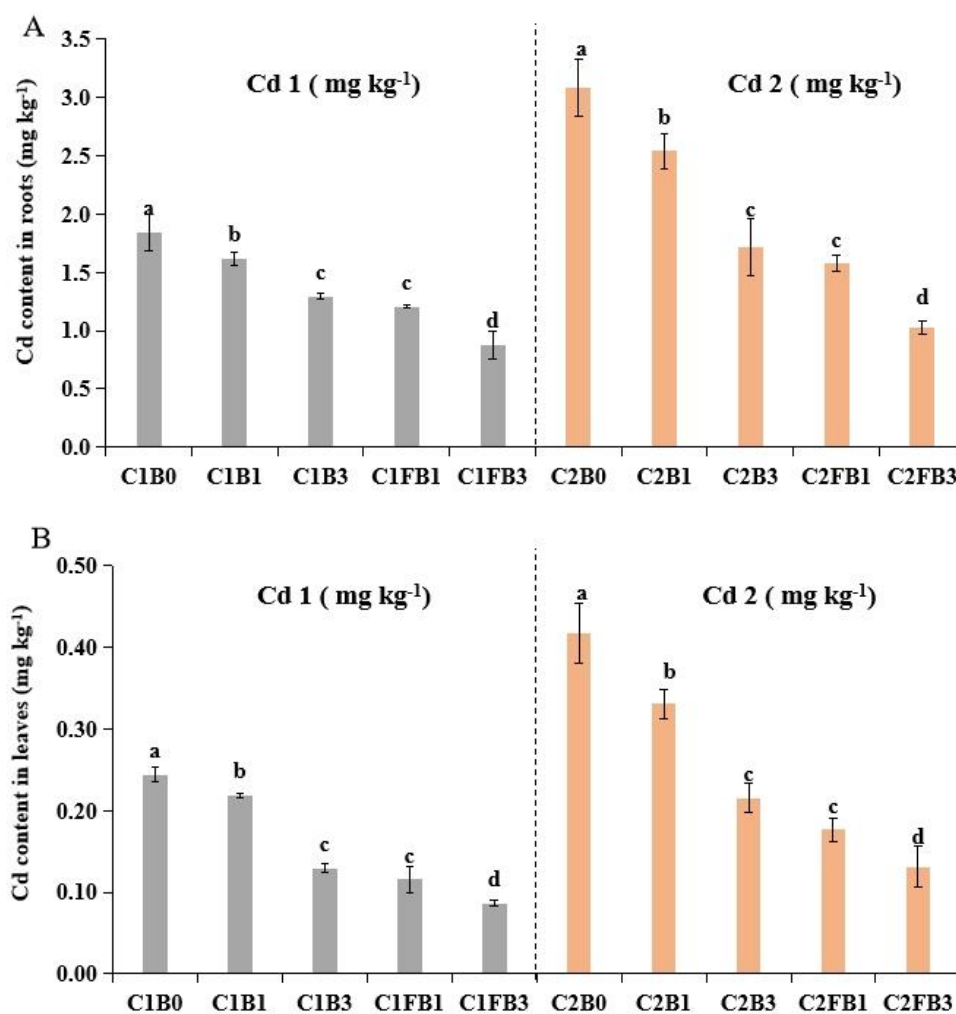 A
Cd content in roots (mg kg⁻¹)
3.5
3.0
2.5
2.0
1.5
1.0
0.5
0.0
Cd 1 ( mg kg⁻¹)
Cd 2 ( mg kg⁻¹)
a
b
c
c
d
a
b
c
c
d
C1B0 C1B1 C1B3 C1FB1 C1FB3 C2B0 C2B1 C2B3 C2FB1 C2FB3
B
Cd content in leaves (mg kg⁻¹)
0.50
0.40
0.30
0.20
0.10
0.00
Cd 1 ( mg kg⁻¹)
Cd 2 ( mg kg⁻¹)
a
b
c
c
d
a
b
c
c
d
C1B0 C1B1 C1B3 C1FB1 C1FB3 C2B0 C2B1 C2B3 C2FB1 C2FB3